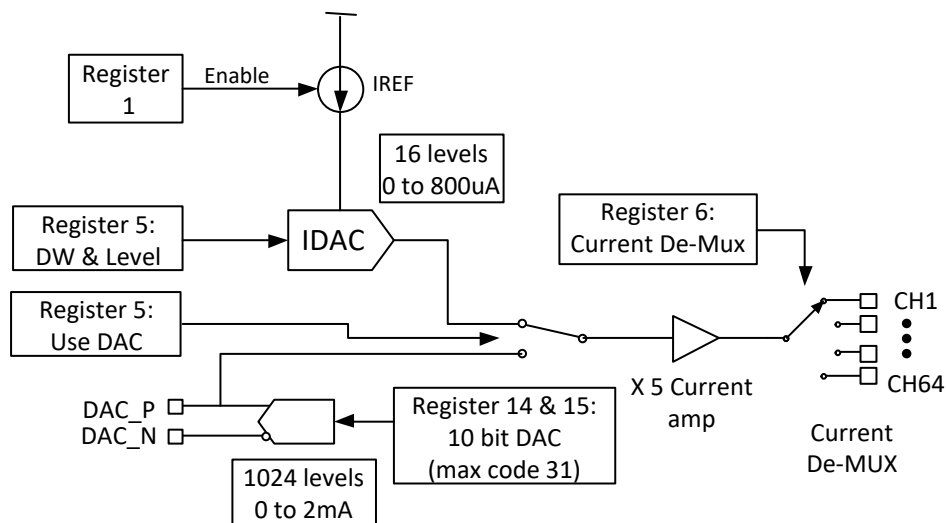 Register
1
Enable
IREF
16 levels
0 to 800uA
Register 5:
DW & Level
IDAC
Register 6:
Current De-Mux
Register 5:
Use DAC
CH1
CH64
X 5 Current
amp
DAC_P
DAC_N
Register 14 & 15:
10 bit DAC
(max code 31)
Current
De-MUX
1024 levels
0 to 2mA